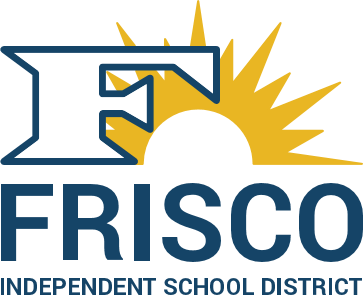 F
FRISCO
INDEPENDENT SCHOOL DISTRICT